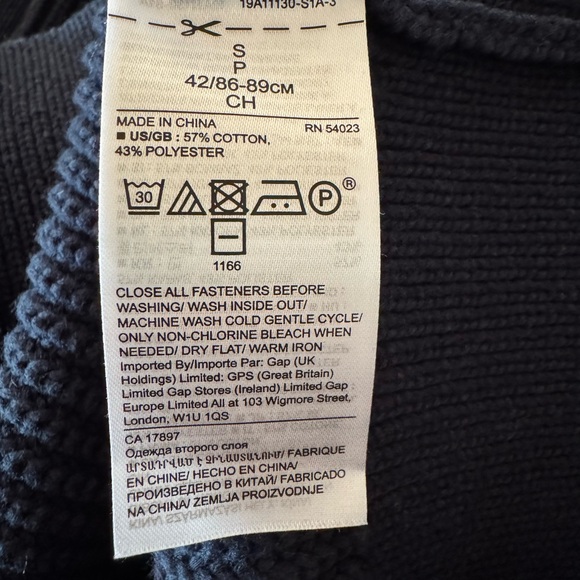 19A11130-S1A-3
S
P
42/86-89CM
CH
MADE IN CHINA RN 54023
■ US/GB : 57% COTTON,
43% POLYESTER
30 P ®
1166
CLOSE ALL FASTENERS BEFORE
WASHING/ WASH INSIDE OUT/
MACHINE WASH COLD GENTLE CYCLE/
ONLY NON-CHLORINE BLEACH WHEN
NEEDED/ DRY FLAT/ WARM IRON
Imported By/Importe Par: Gap (UK
Holdings) Limited: GPS (Great Britain)
Limited Gap Stores (Ireland) Limited Gap
Europe Limited All at 103 Wigmore Street,
London, W1U 1QS
CA 17897
Одежда второго слоя
ԱՐՏԱԴՐՎԱԾ Է ՉԻՆԱՍՏԱՆՈՒՄ/ FABRIQUE
EN CHINE/ HECHO EN CHINA/
ПРОИЗВЕДЕНО В КИТАЙ/ FABRICADO
NA CHINA/ ZEMLJA PROIZVODNJE